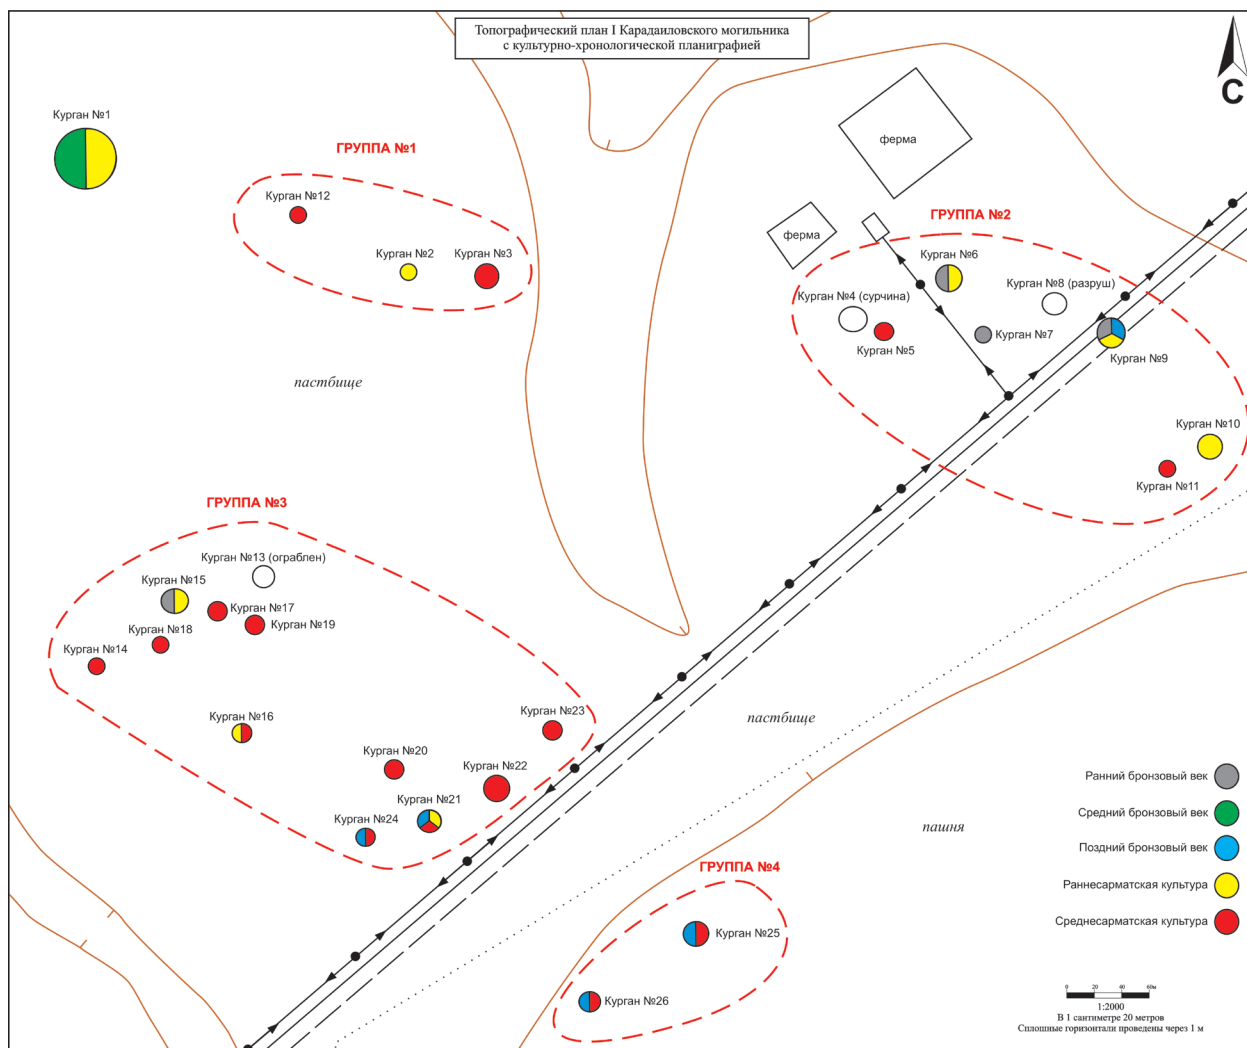 Топографический план I Карадаиловского могильника
с культурно-хронологической планиграфией
С
Курган №1
ГРУППА №1
Курган №12
Курган №2
Курган №3
ферма
ферма
ГРУППА №2
Курган №6
Курган №8 (разруш)
Курган №4 (сурчина)
Курган №5
Курган №7
Курган №9
Курган №10
Курган №11
пастбище
ГРУППА №3
Курган №13 (ограблен)
Курган №15
Курган №17
Курган №19
Курган №18
Курган №14
Курган №16
Курган №23
Курган №20
Курган №22
Курган №21
Курган №24
пастбище
пашня
ГРУППА №4
Курган №25
Курган №26
Ранний бронзовый век
Средний бронзовый век
Поздний бронзовый век
Раннесарматская культура
Среднесарматская культура
0 20 40 60м
1:2000
В 1 сантиметре 20 метров
Сплошные горизонтали проведены через 1 м